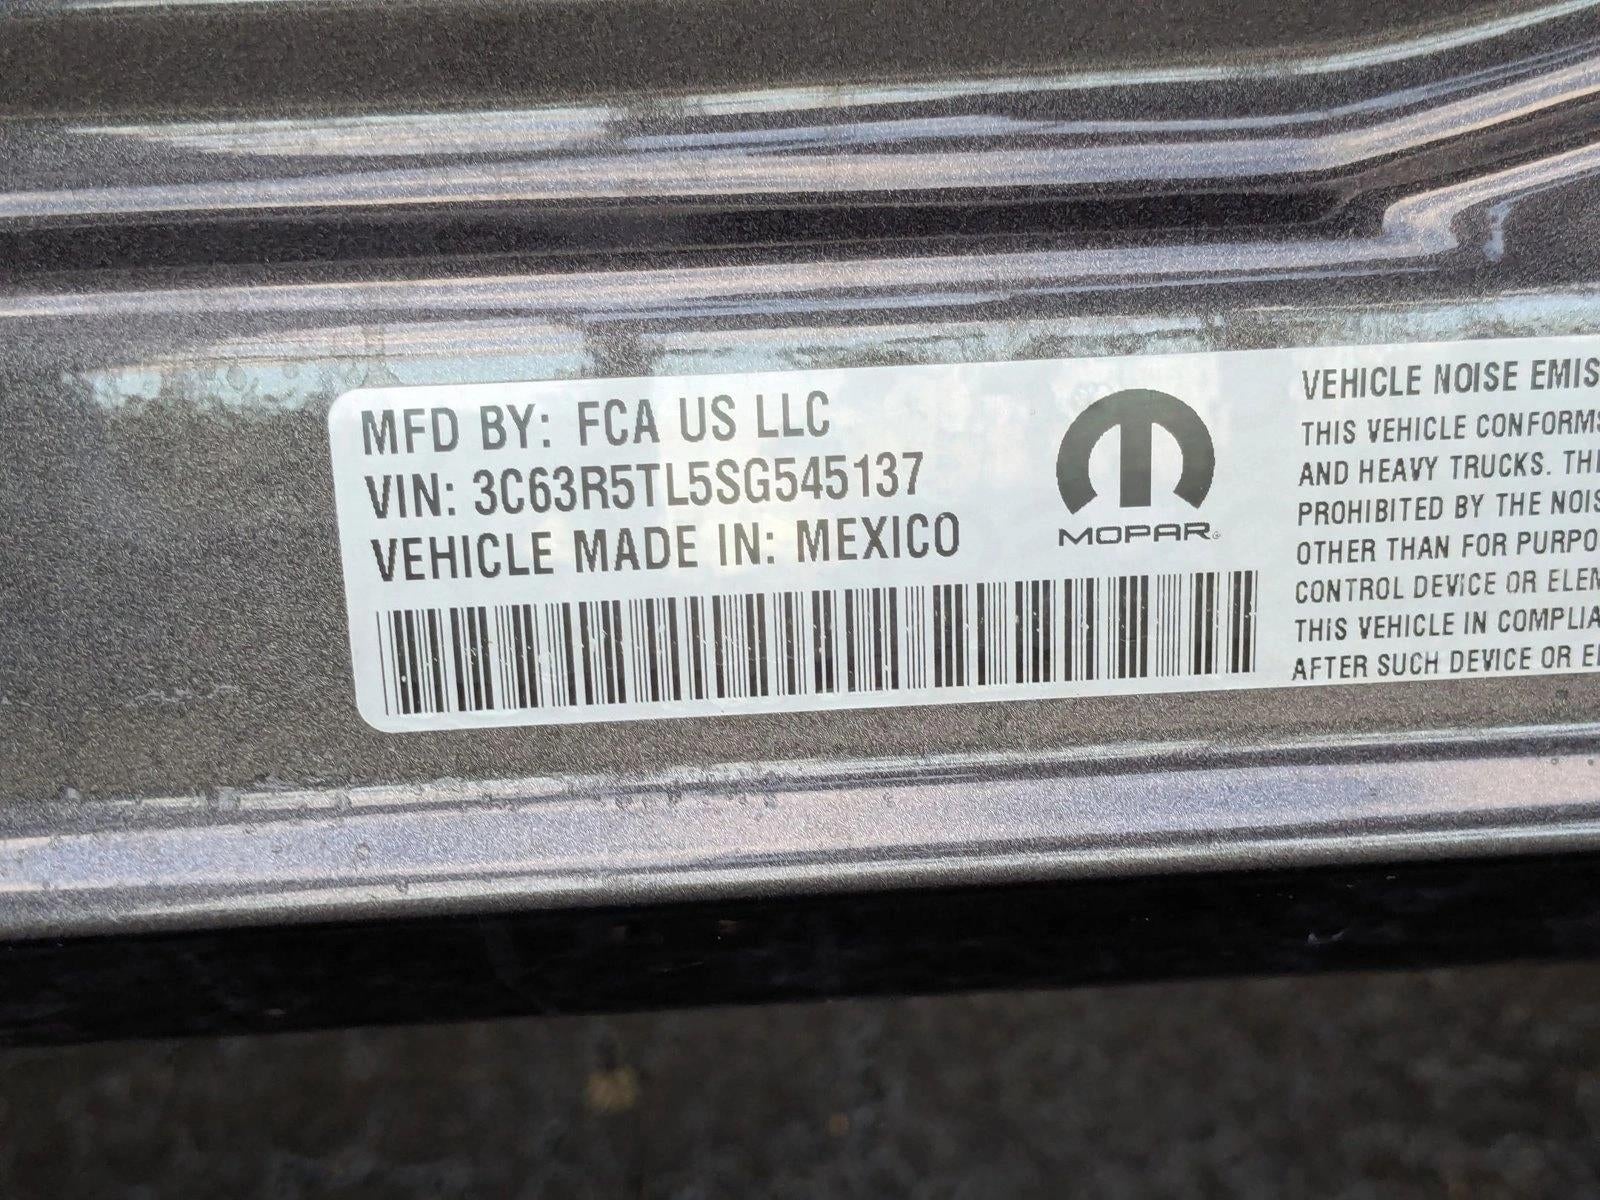 MFD BY: FCA US LLC
VIN: 3C63R5TL5SG545137
VEHICLE MADE IN: MEXICO
MOPAR®
VEHICLE NOISE EMIS
THIS VEHICLE CONFORMS
AND HEAVY TRUCKS. THE
PROHIBITED BY THE NOIS
OTHER THAN FOR PURPO
CONTROL DEVICE OR ELEM
THIS VEHICLE IN COMPLIA
AFTER SUCH DEVICE OR EL